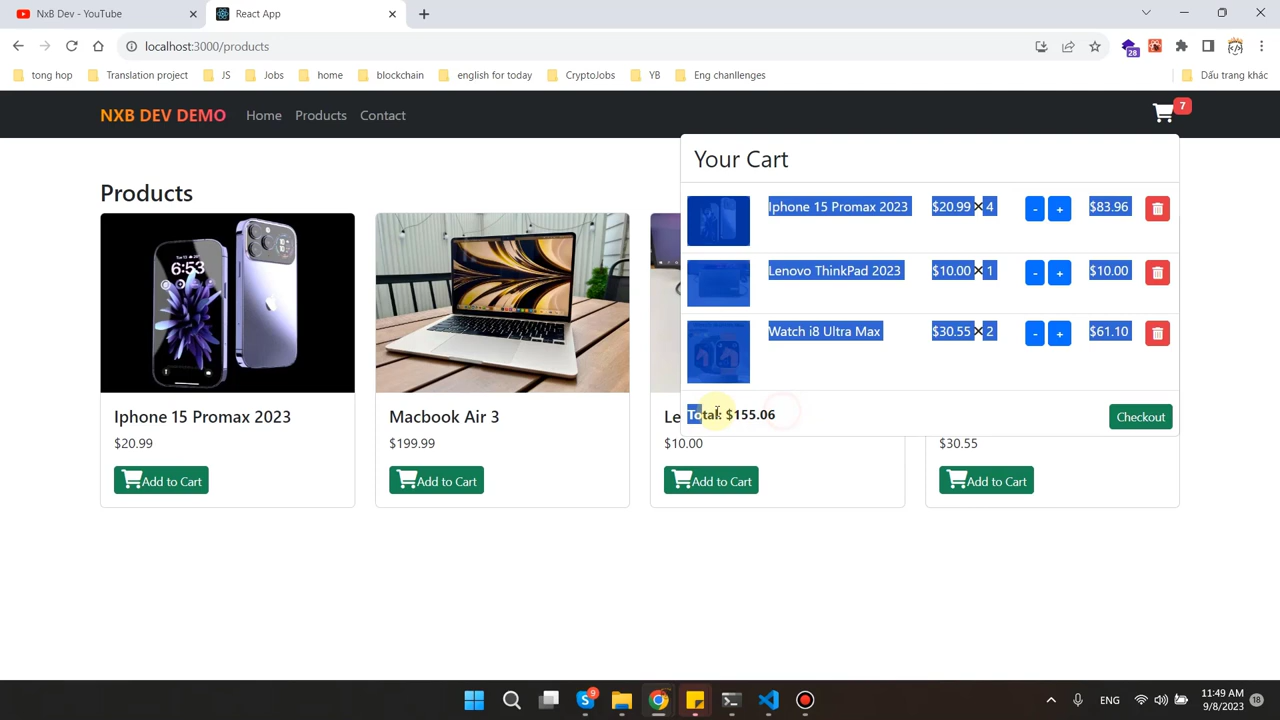 NxB Dev - YouTube
React App
localhost:3000/products
28
tong hop
Translation project
JS
Jobs
home
blockchain
english for today
CryptoJobs
YB
Eng chanllenges
Dấu trang khác
NXB DEV DEMO
Home
Products
Contact
7
Your Cart
Iphone 15 Promax 2023 $20.99 × 4 - + $83.96
Lenovo ThinkPad 2023 $10.00 × 1 - + $10.00
Watch i8 Ultra Max $30.55 × 2 - + $61.10
Total: $155.06
Checkout
Products
6:53
Iphone 15 Promax 2023
$20.99
Add to Cart
Macbook Air 3
$199.99
Add to Cart
Le
$10.00
Add to Cart
$30.55
Add to Cart
9
ENG
11:49 AM
9/8/2023
18